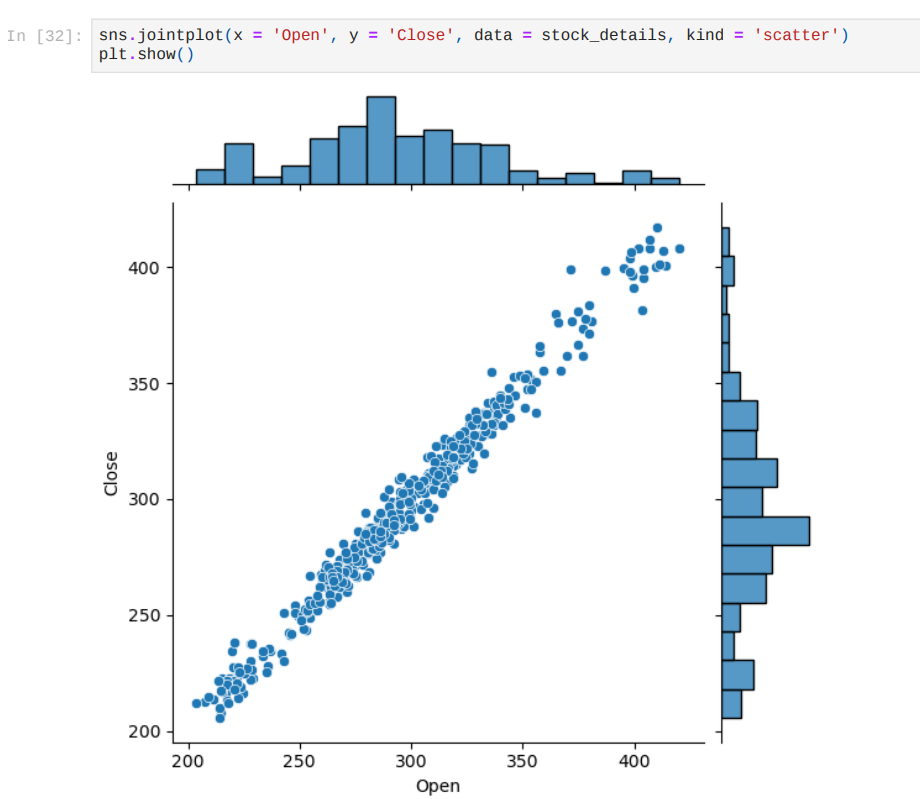 In [32]:
sns.jointplot(x = 'Open', y = 'Close', data = stock_details, kind = 'scatter')
plt.show()
400
350
300
250
200
Close
200 250 300 350 400
Open